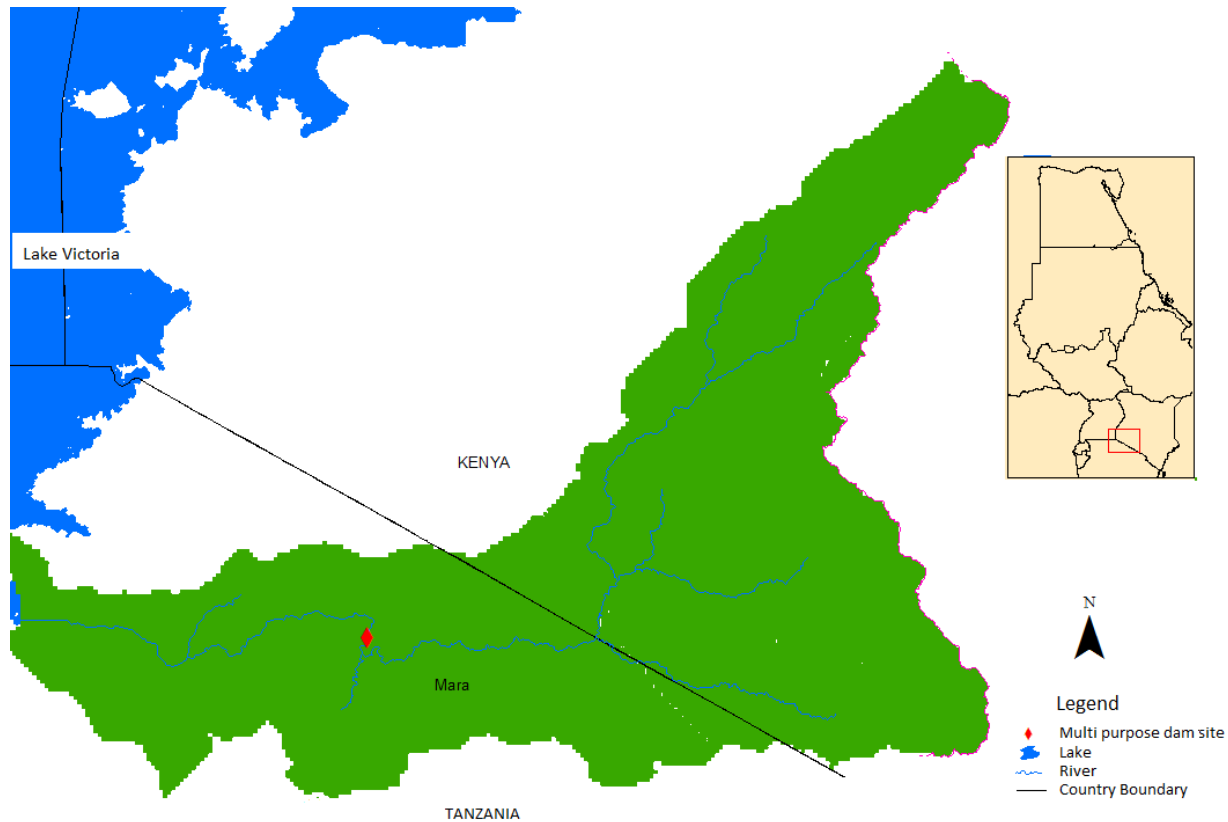 Lake Victoria
KENYA
Mara
TANZANIA
N
Legend
Multi purpose dam site
Lake
River
Country Boundary